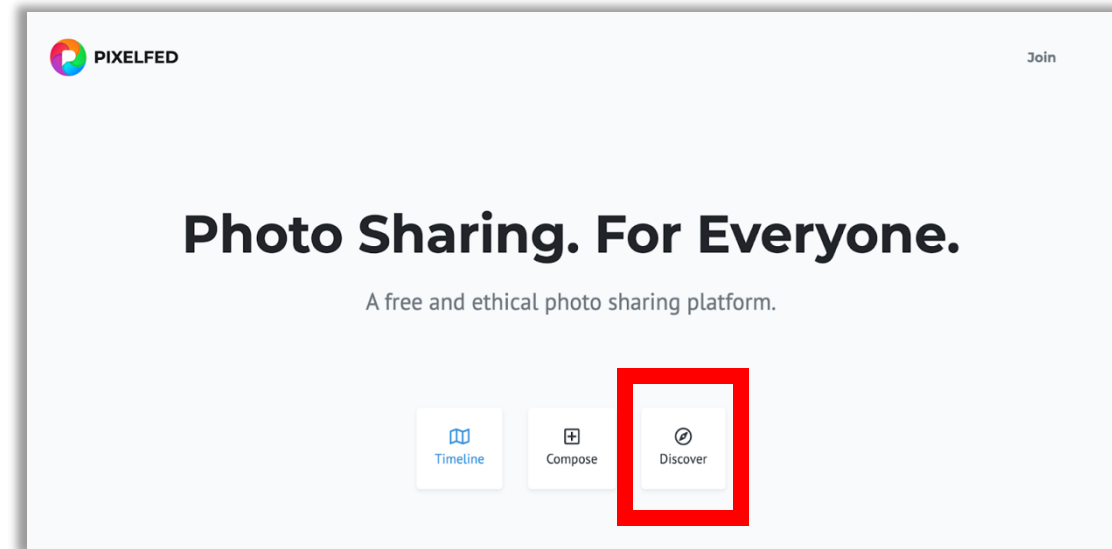 PIXELFED
Join
Photo Sharing. For Everyone.
A free and ethical photo sharing platform.
Timeline
Compose
Discover